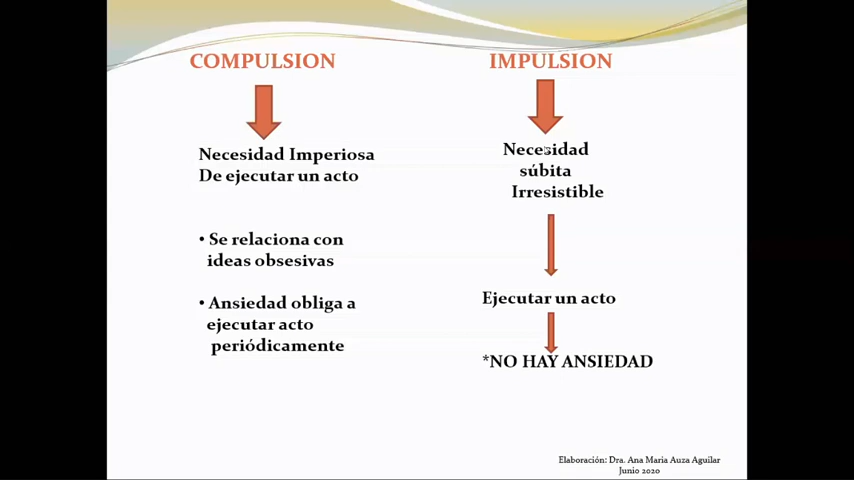 COMPULSION
Necesidad Imperiosa
De ejecutar un acto
• Se relaciona con
ideas obsesivas
• Ansiedad obliga a
ejecutar acto
periódicamente
IMPULSION
Necesidad
súbita
Irresistible
Ejecutar un acto
*NO HAY ANSIEDAD
Elaboración: Dra. Ana Maria Auza Aguilar
Junio 2020